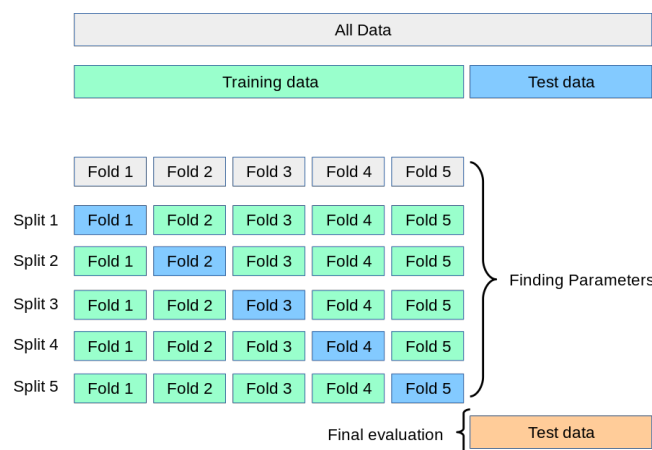 All Data
Training data Test data
Fold 1 Fold 2 Fold 3 Fold 4 Fold 5
Split 1 Fold 1 Fold 2 Fold 3 Fold 4 Fold 5
Split 2 Fold 1 Fold 2 Fold 3 Fold 4 Fold 5
Finding Parameters
Split 3 Fold 1 Fold 2 Fold 3 Fold 4 Fold 5
Split 4 Fold 1 Fold 2 Fold 3 Fold 4 Fold 5
Split 5 Fold 1 Fold 2 Fold 3 Fold 4 Fold 5
Final evaluation Test data